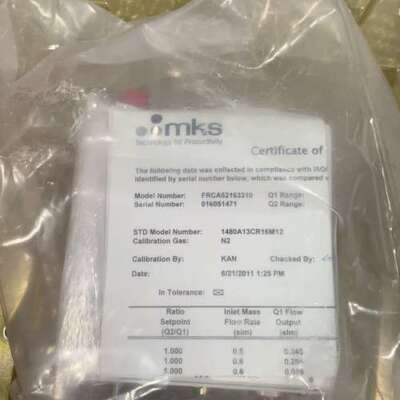 mks
Technology for Productivity
Certificate of
The following data was collected in compliance with
identified by serial number below, which was compared
Model Number: FRCA52163310 Q1 Range:
Serial Number: 016051471 Q2 Range:
STD Model Number: 1480A13CR16M12
Calibration Gas: N2
Calibration By: KAN Checked By:
Date: 6/21/2011 1:25 PM
In Tolerance:
Ratio Inlet Mass Q1 Flow
Setpoint Flow Rate Output
(Q2/Q1) (slm) (slm)
1.000 0.5
1.000 0.6
1.000 0.8